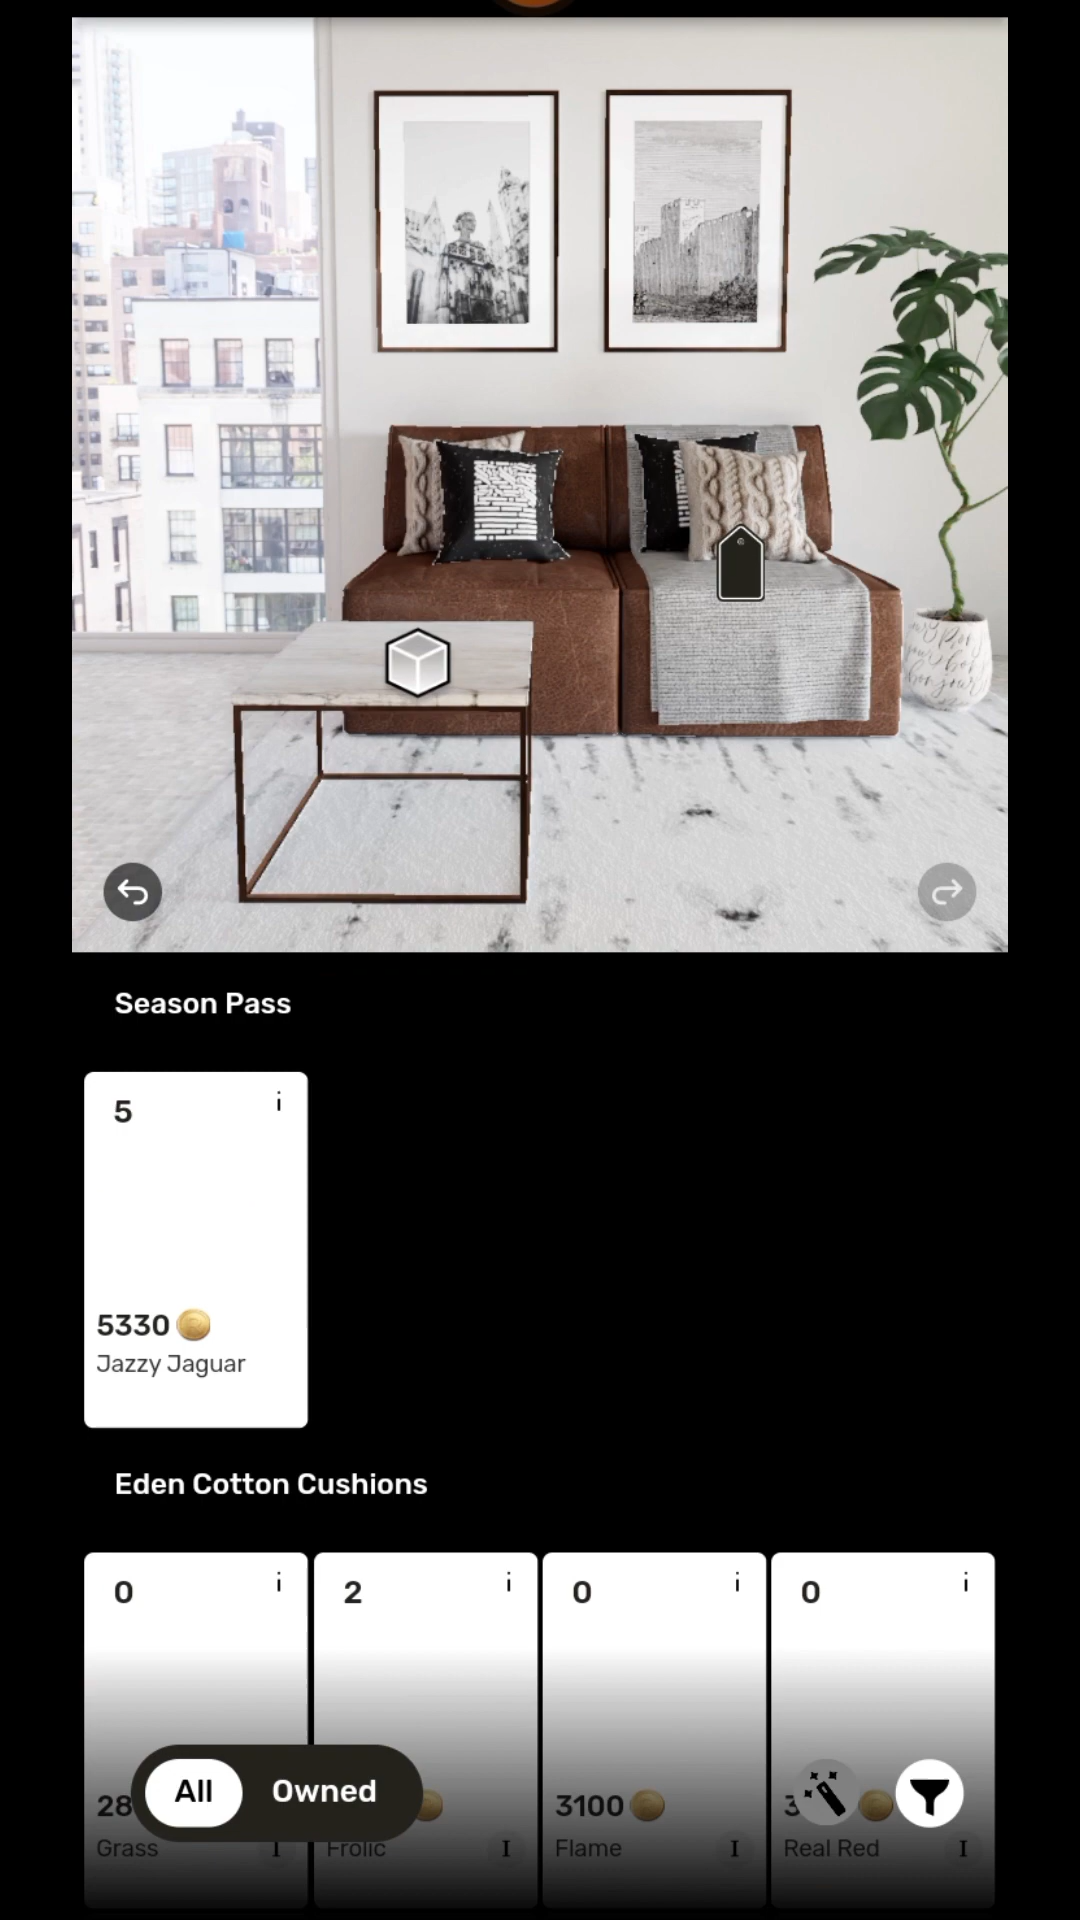 Season Pass
5 i
5330
Jazzy Jaguar
Eden Cotton Cushions
0 i 2 i 0 i 0 i
28 3100 3
All Owned
Grass I Frolic I Flame I Real Red I